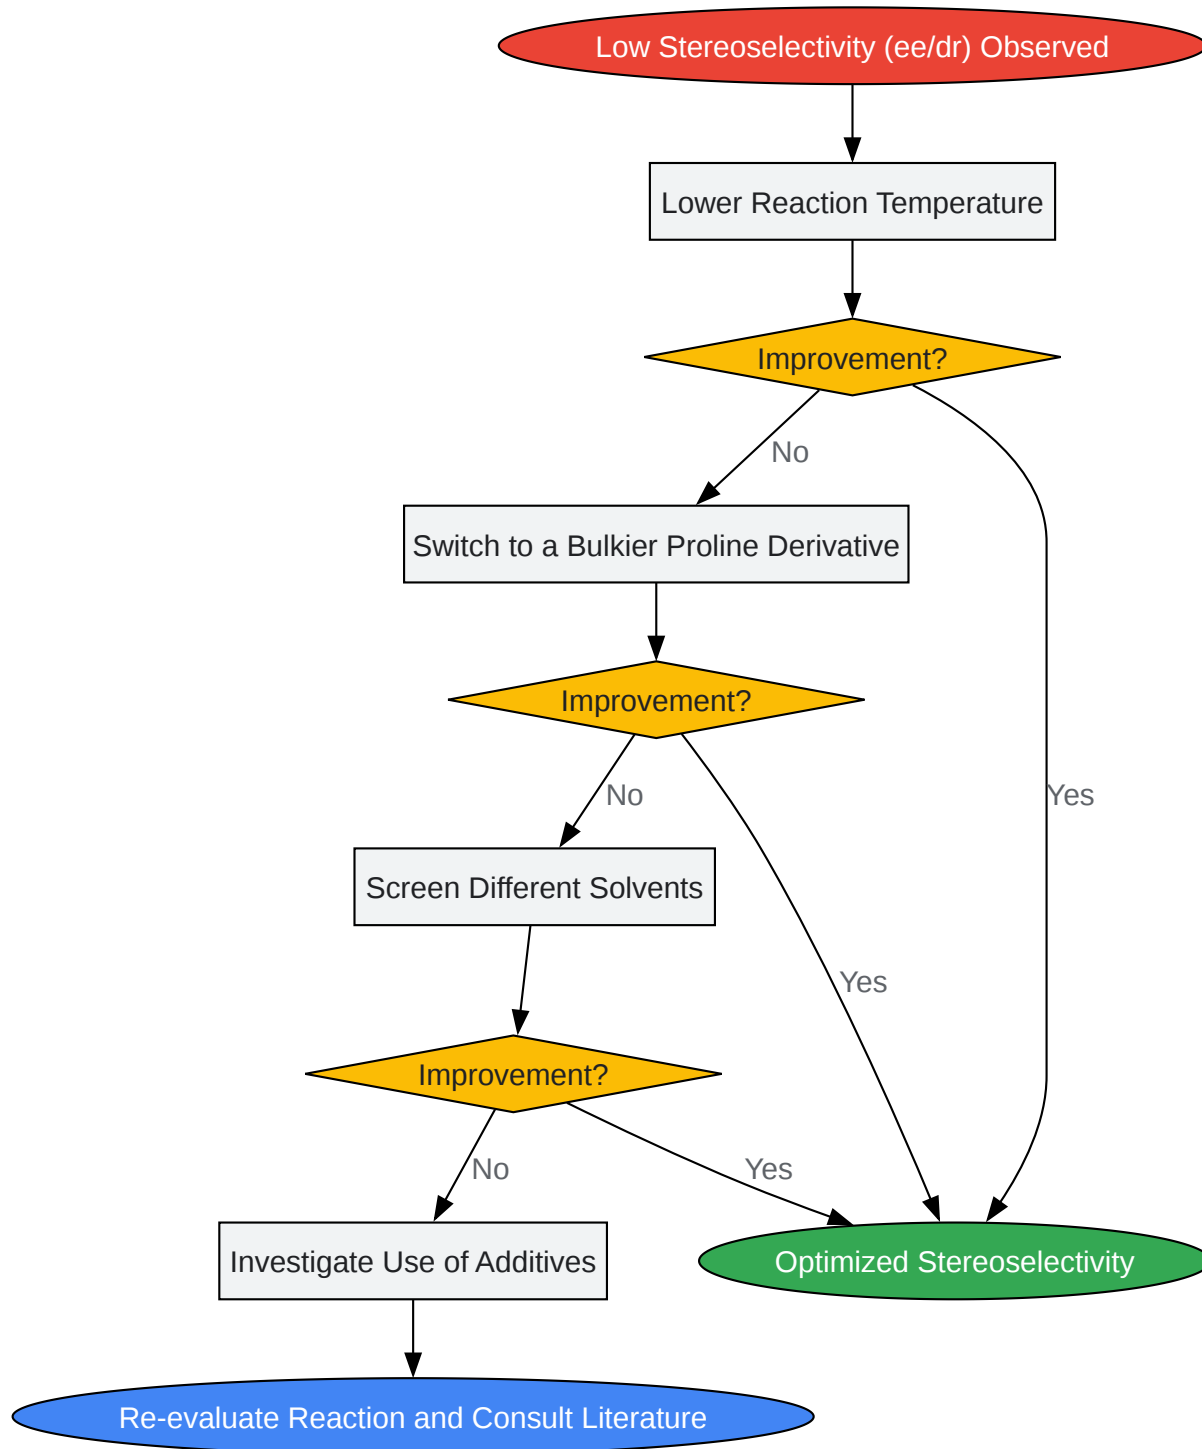 Low Stereoselectivity (ee/dr) Observed
Lower Reaction Temperature
Improvement?
No
Switch to a Bulkier Proline Derivative
Improvement?
No
Yes
Screen Different Solvents
Yes
Improvement?
No
Yes
Investigate Use of Additives
Optimized Stereoselectivity
Re-evaluate Reaction and Consult Literature